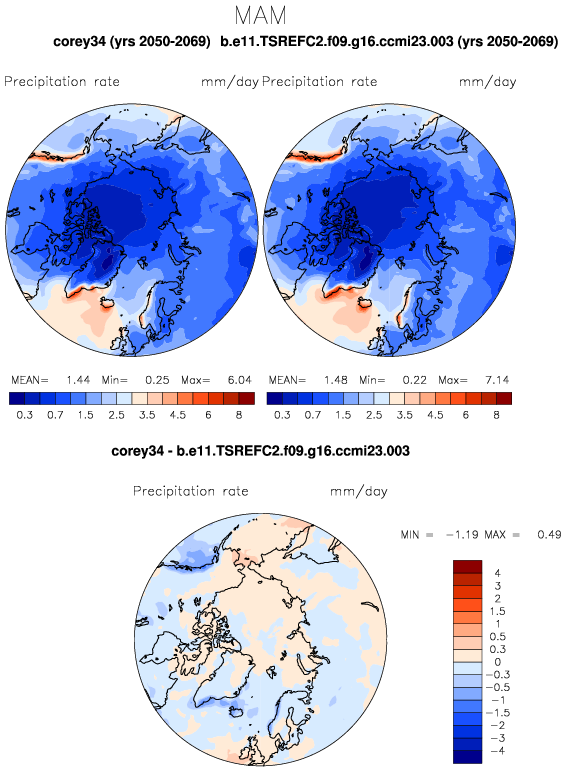 MAM
corey34 (yrs 2050-2069) b.e11.TSREFC2.f09.g16.ccmi23.003 (yrs 2050-2069)
Precipitation rate mm/day Precipitation rate mm/day
MEAN= 1.44 Min= 0.25 Max= 6.04 MEAN= 1.48 Min= 0.22 Max= 7.14
0.3 0.7 1.5 2.5 3.5 4.5 6 8 0.3 0.7 1.5 2.5 3.5 4.5 6 8
corey34 - b.e11.TSREFC2.f09.g16.ccmi23.003
Precipitation rate mm/day
MIN = -1.19 MAX = 0.49
4
3
2
1.5
1
0.5
0.3
0
-0.3
-0.5
-1
-1.5
-2
-3
-4